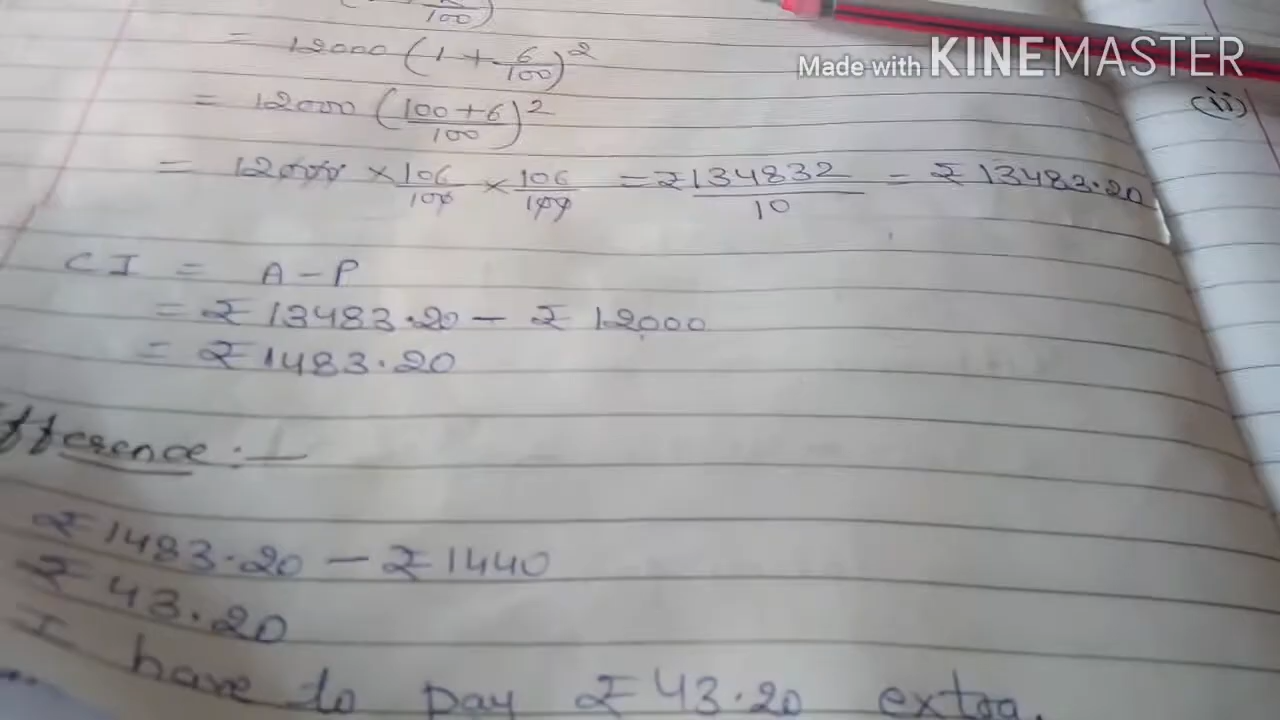 100)
= 12000 (1 + 6/100)²
Made with KINEMASTER
(ii)
= 12000 (100 + 6/100)²
= 12000 × 106/100 × 106/100 = ₹134832/10 = ₹13483.20
CI = A - P
= ₹13483.20 - ₹12000
= ₹1483.20
fference :-
₹1483.20 - ₹1440
₹43.20
I have to pay ₹43.20 extra.